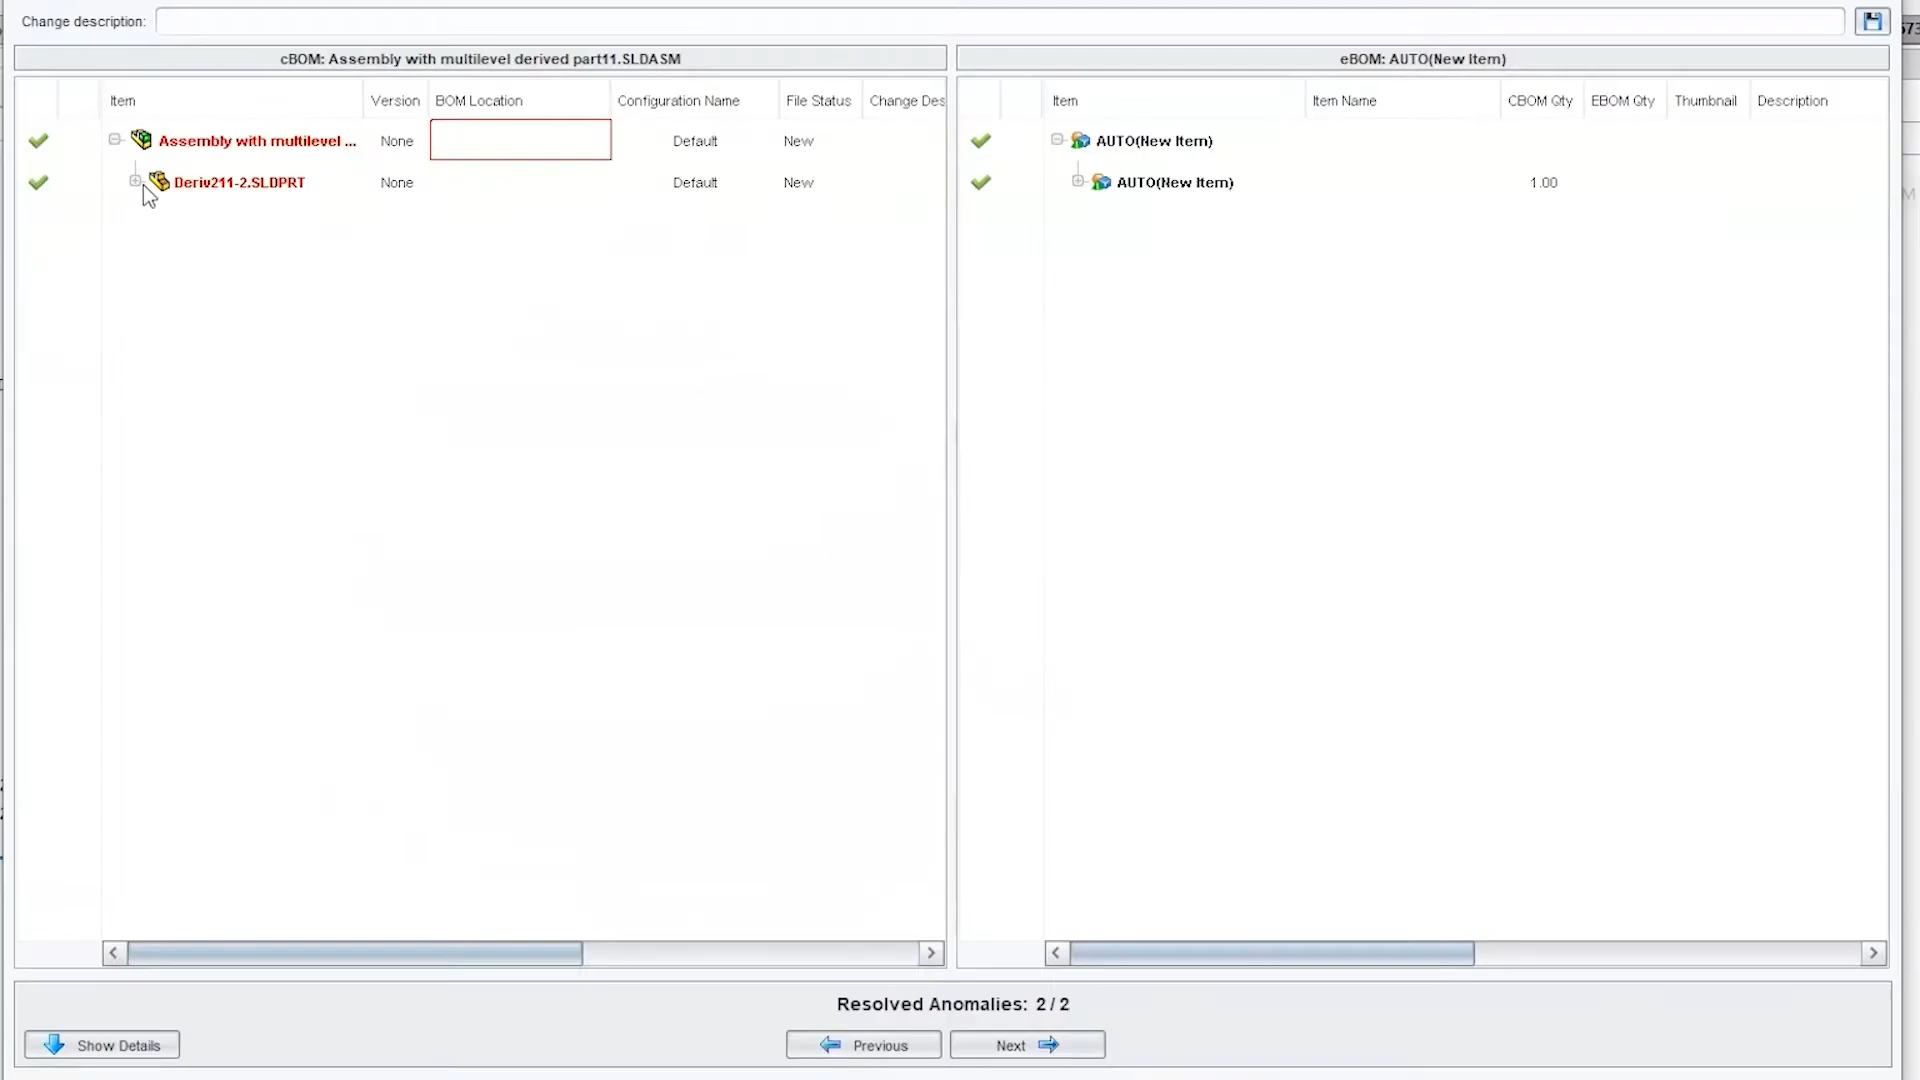 Change description:
573
cBOM: Assembly with multilevel derived part11.SLDASM
eBOM: AUTO(New Item)
Item Version BOM Location Configuration Name File Status Change Des
Assembly with multilevel ... None Default New
Deriv211-2.SLDPRT None Default New
Item Item Name CBOM Qty EBOM Qty Thumbnail Description
AUTO(New Item)
AUTO(New Item) 1.00
M
Resolved Anomalies: 2 / 2
Show Details
Previous
Next